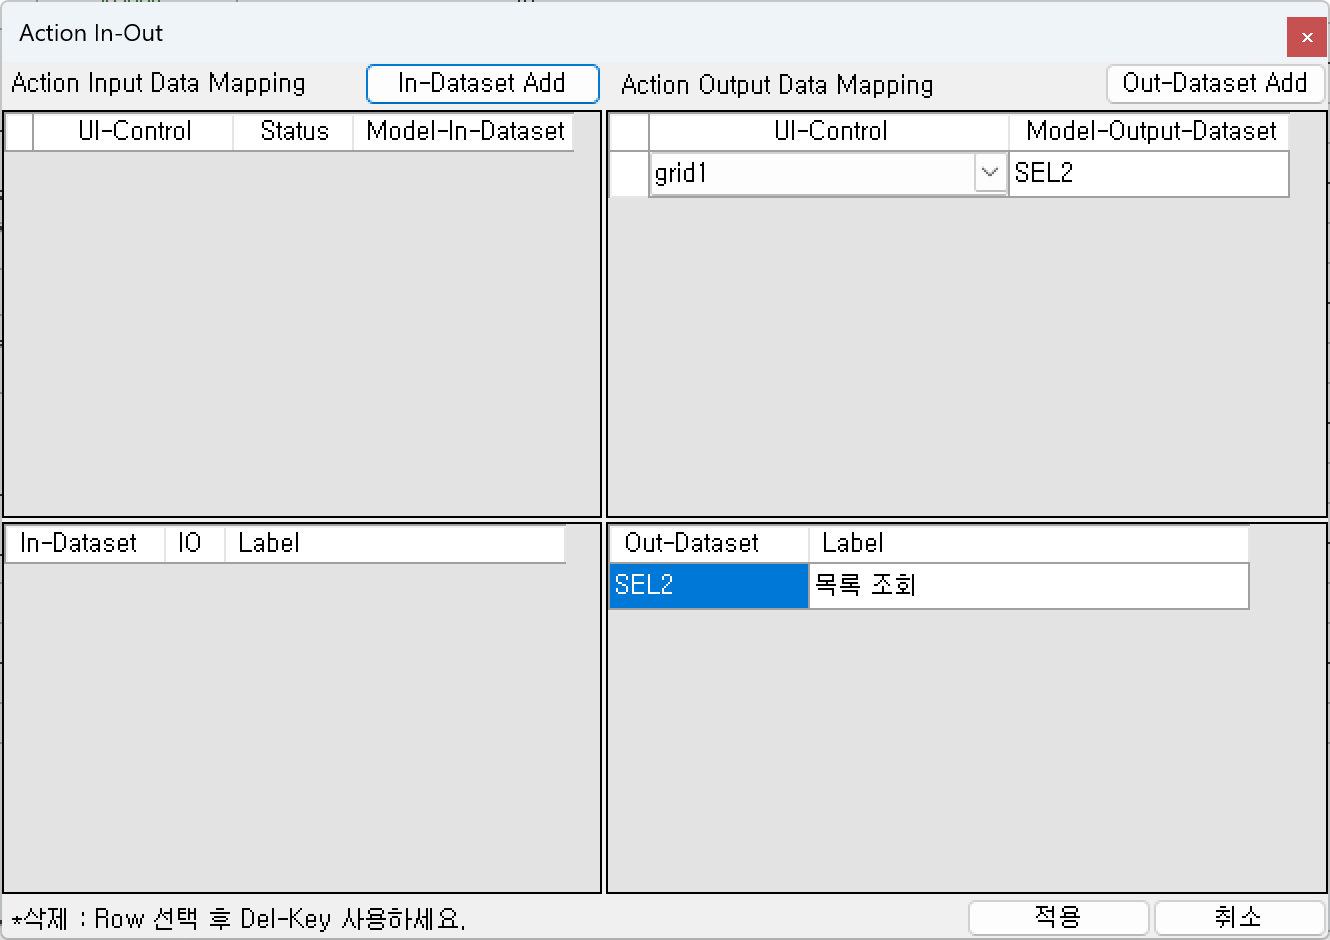 Action In-Out
Action Input Data Mapping
In-Dataset Add
Action Output Data Mapping
Out-Dataset Add
UI-Control Status Model-In-Dataset
UI-Control Model-Output-Dataset
grid1 SEL2
In-Dataset IO Label
Out-Dataset Label
SEL2 목록 조회
*삭제 : Row 선택 후 Del-Key 사용하세요.
적용
취소